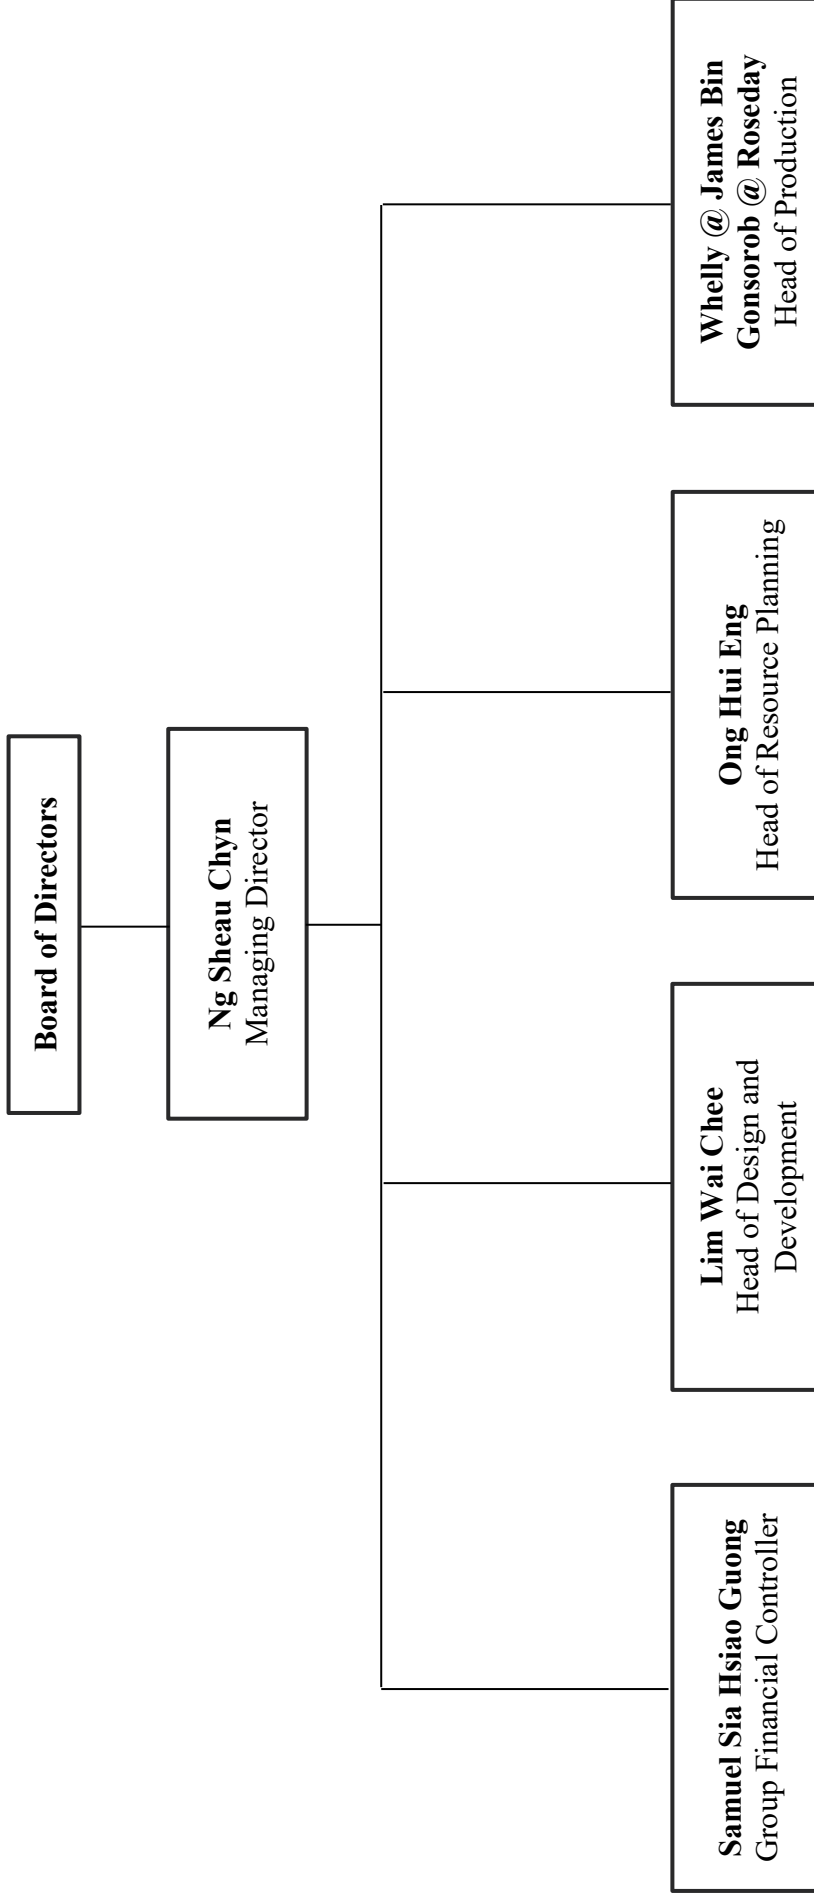 Board of Directors
Ng Sheau Chyn
Managing Director
Samuel Sia Hsiao Guong
Group Financial Controller
Lim Wai Chee
Head of Design and
Development
Ong Hui Eng
Head of Resource Planning
Whelly @ James Bin
Gonsorob @ Roseday
Head of Production